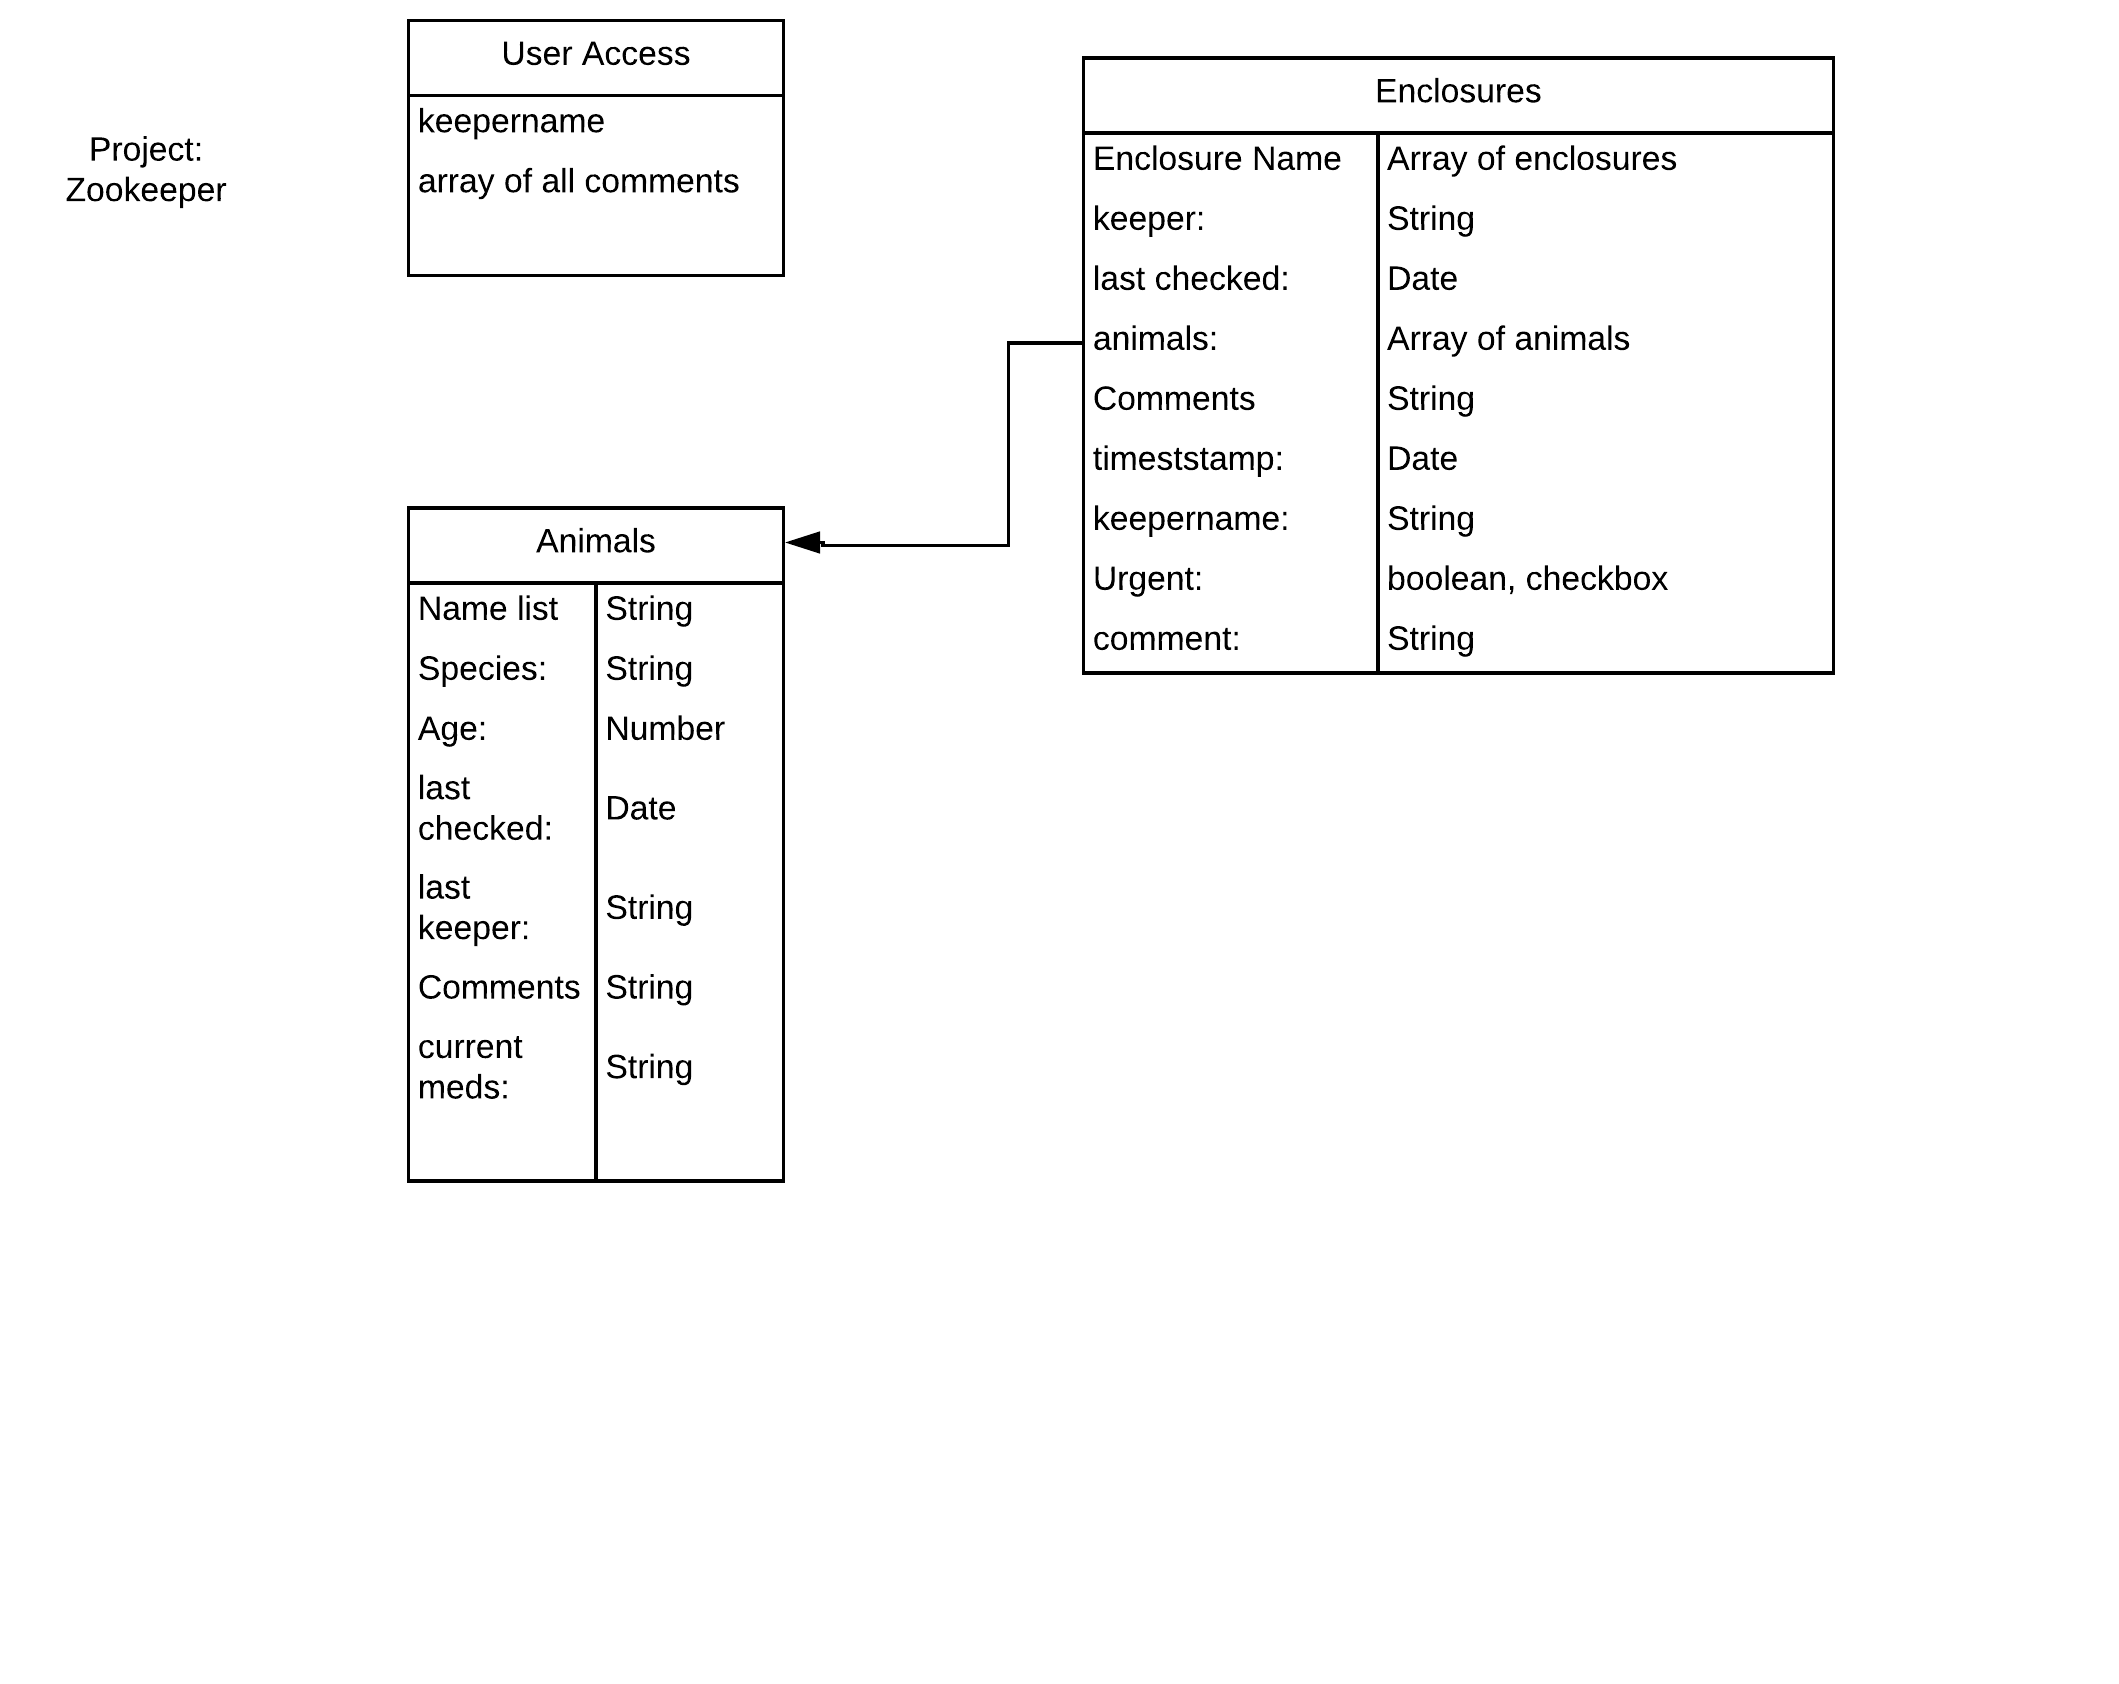 Project:
Zookeeper
User Access
keepername
array of all comments
Enclosures
Enclosure Name Array of enclosures
keeper: String
last checked: Date
animals: Array of animals
Comments String
timeststamp: Date
keepername: String
Urgent: boolean, checkbox
comment: String
Animals
Name list String
Species: String
Age: Number
last
checked:
Date
last
keeper:
String
Comments String
current
meds:
String